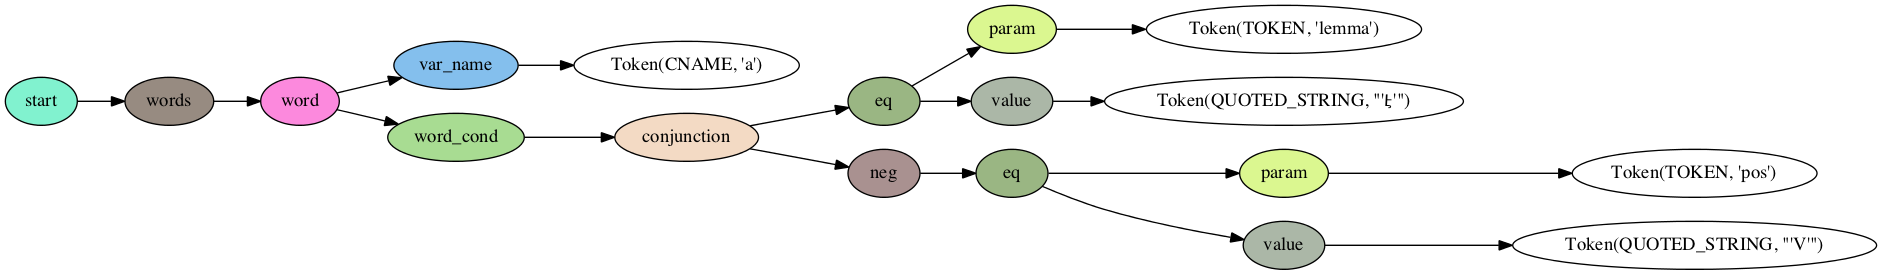 start
words
word
var_name
Token(CNAME, 'a')
word_cond
conjunction
eq
param
Token(TOKEN, 'lemma')
value
Token(QUOTED_STRING, "'է'")
neg
eq
param
Token(TOKEN, 'pos')
value
Token(QUOTED_STRING, "'V'")